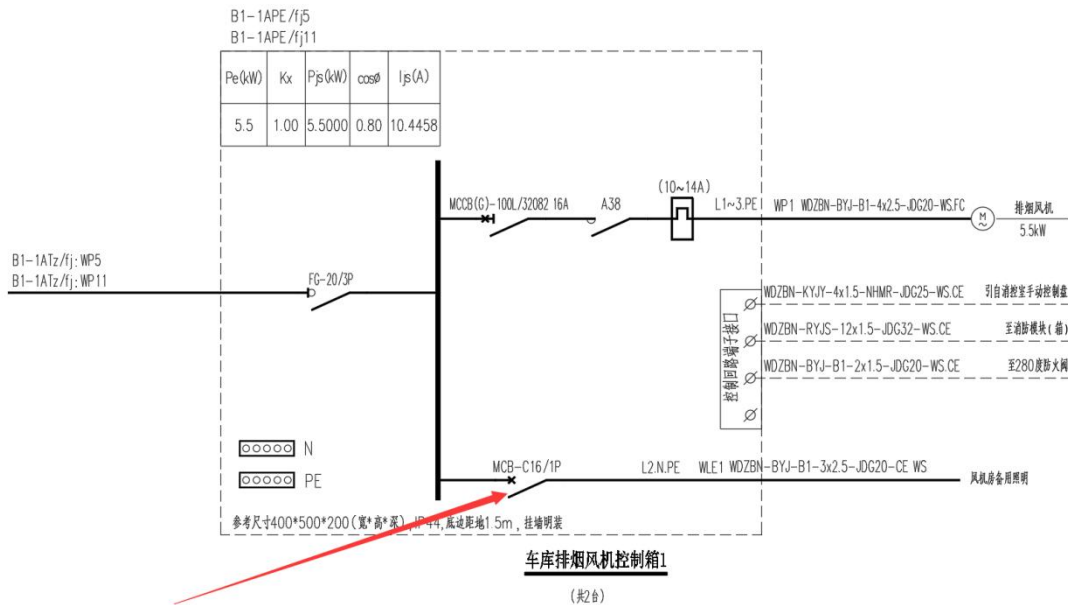 B1-1APE/fj5
B1-1APE/fj11
Pe(kW) Kx Pjs(kW) cosø Ijs(A)
5.5 1.00 5.5000 0.80 10.4458
MCCB(G)-100L/32082 16A
A38
(10~14A)
L1~3.PE
WP1 WDZBN-BYJ-B1-4x2.5-JDG20-WS.FC
M
~
排烟风机
5.5kW
B1-1ATz/fj: WP5
B1-1ATz/fj: WP11
FG-20/3P
控制回路端子接口
WDZBN-KYJY-4x1.5-NHMR-JDG25-WS.CE 引自消控室手动控制盘
WDZBN-RYJS-12x1.5-JDG32-WS.CE 至消防模块(箱)
WDZBN-BYJ-B1-2x1.5-JDG20-WS.CE 至280度防火阀
N
PE
MCB-C16/1P
L2.N.PE
WLE1 WDZBN-BYJ-B1-3x2.5-JDG20-CE WS
风机房备用照明
参考尺寸400*500*200(宽*高*深), IP44, 底边距地1.5m, 挂墙明装
车库排烟风机控制箱1
(共2台)